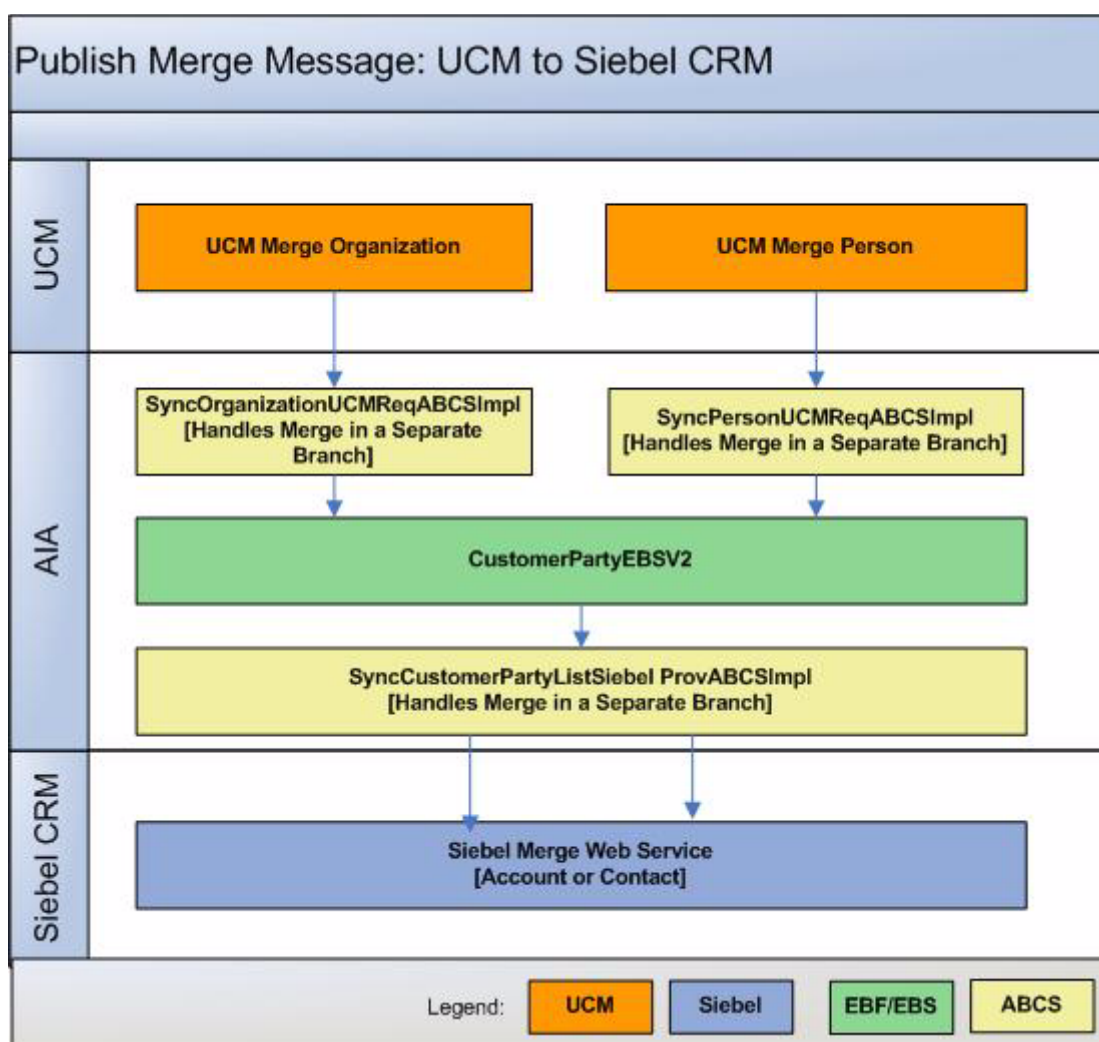 Publish Merge Message: UCM to Siebel CRM
UCM
UCM Merge Organization
UCM Merge Person
AIA
SyncOrganizationUCMReqABCSImpl
[Handles Merge in a Separate
Branch]
SyncPersonUCMReqABCSImpl
[Handles Merge in a Separate Branch]
CustomerPartyEBSV2
SyncCustomerPartyListSiebel ProvABCSImpl
[Handles Merge in a Separate Branch]
Siebel CRM
Siebel Merge Web Service
[Account or Contact]
Legend:
UCM
Siebel
EBF/EBS
ABCS